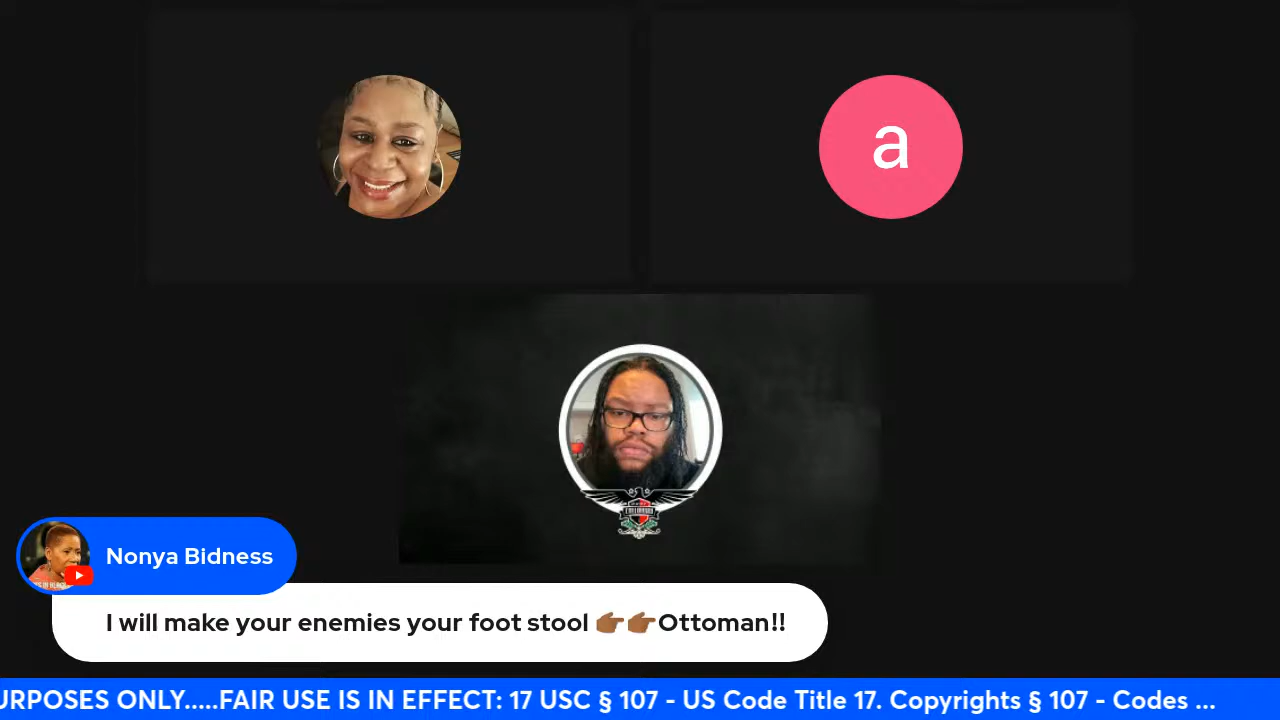 a
Nonya Bidness
I will make your enemies your foot stool 👉🏾👉🏾Ottoman!!
URPOSES ONLY.....FAIR USE IS IN EFFECT: 17 USC § 107 - US Code Title 17. Copyrights § 107 - Codes ...